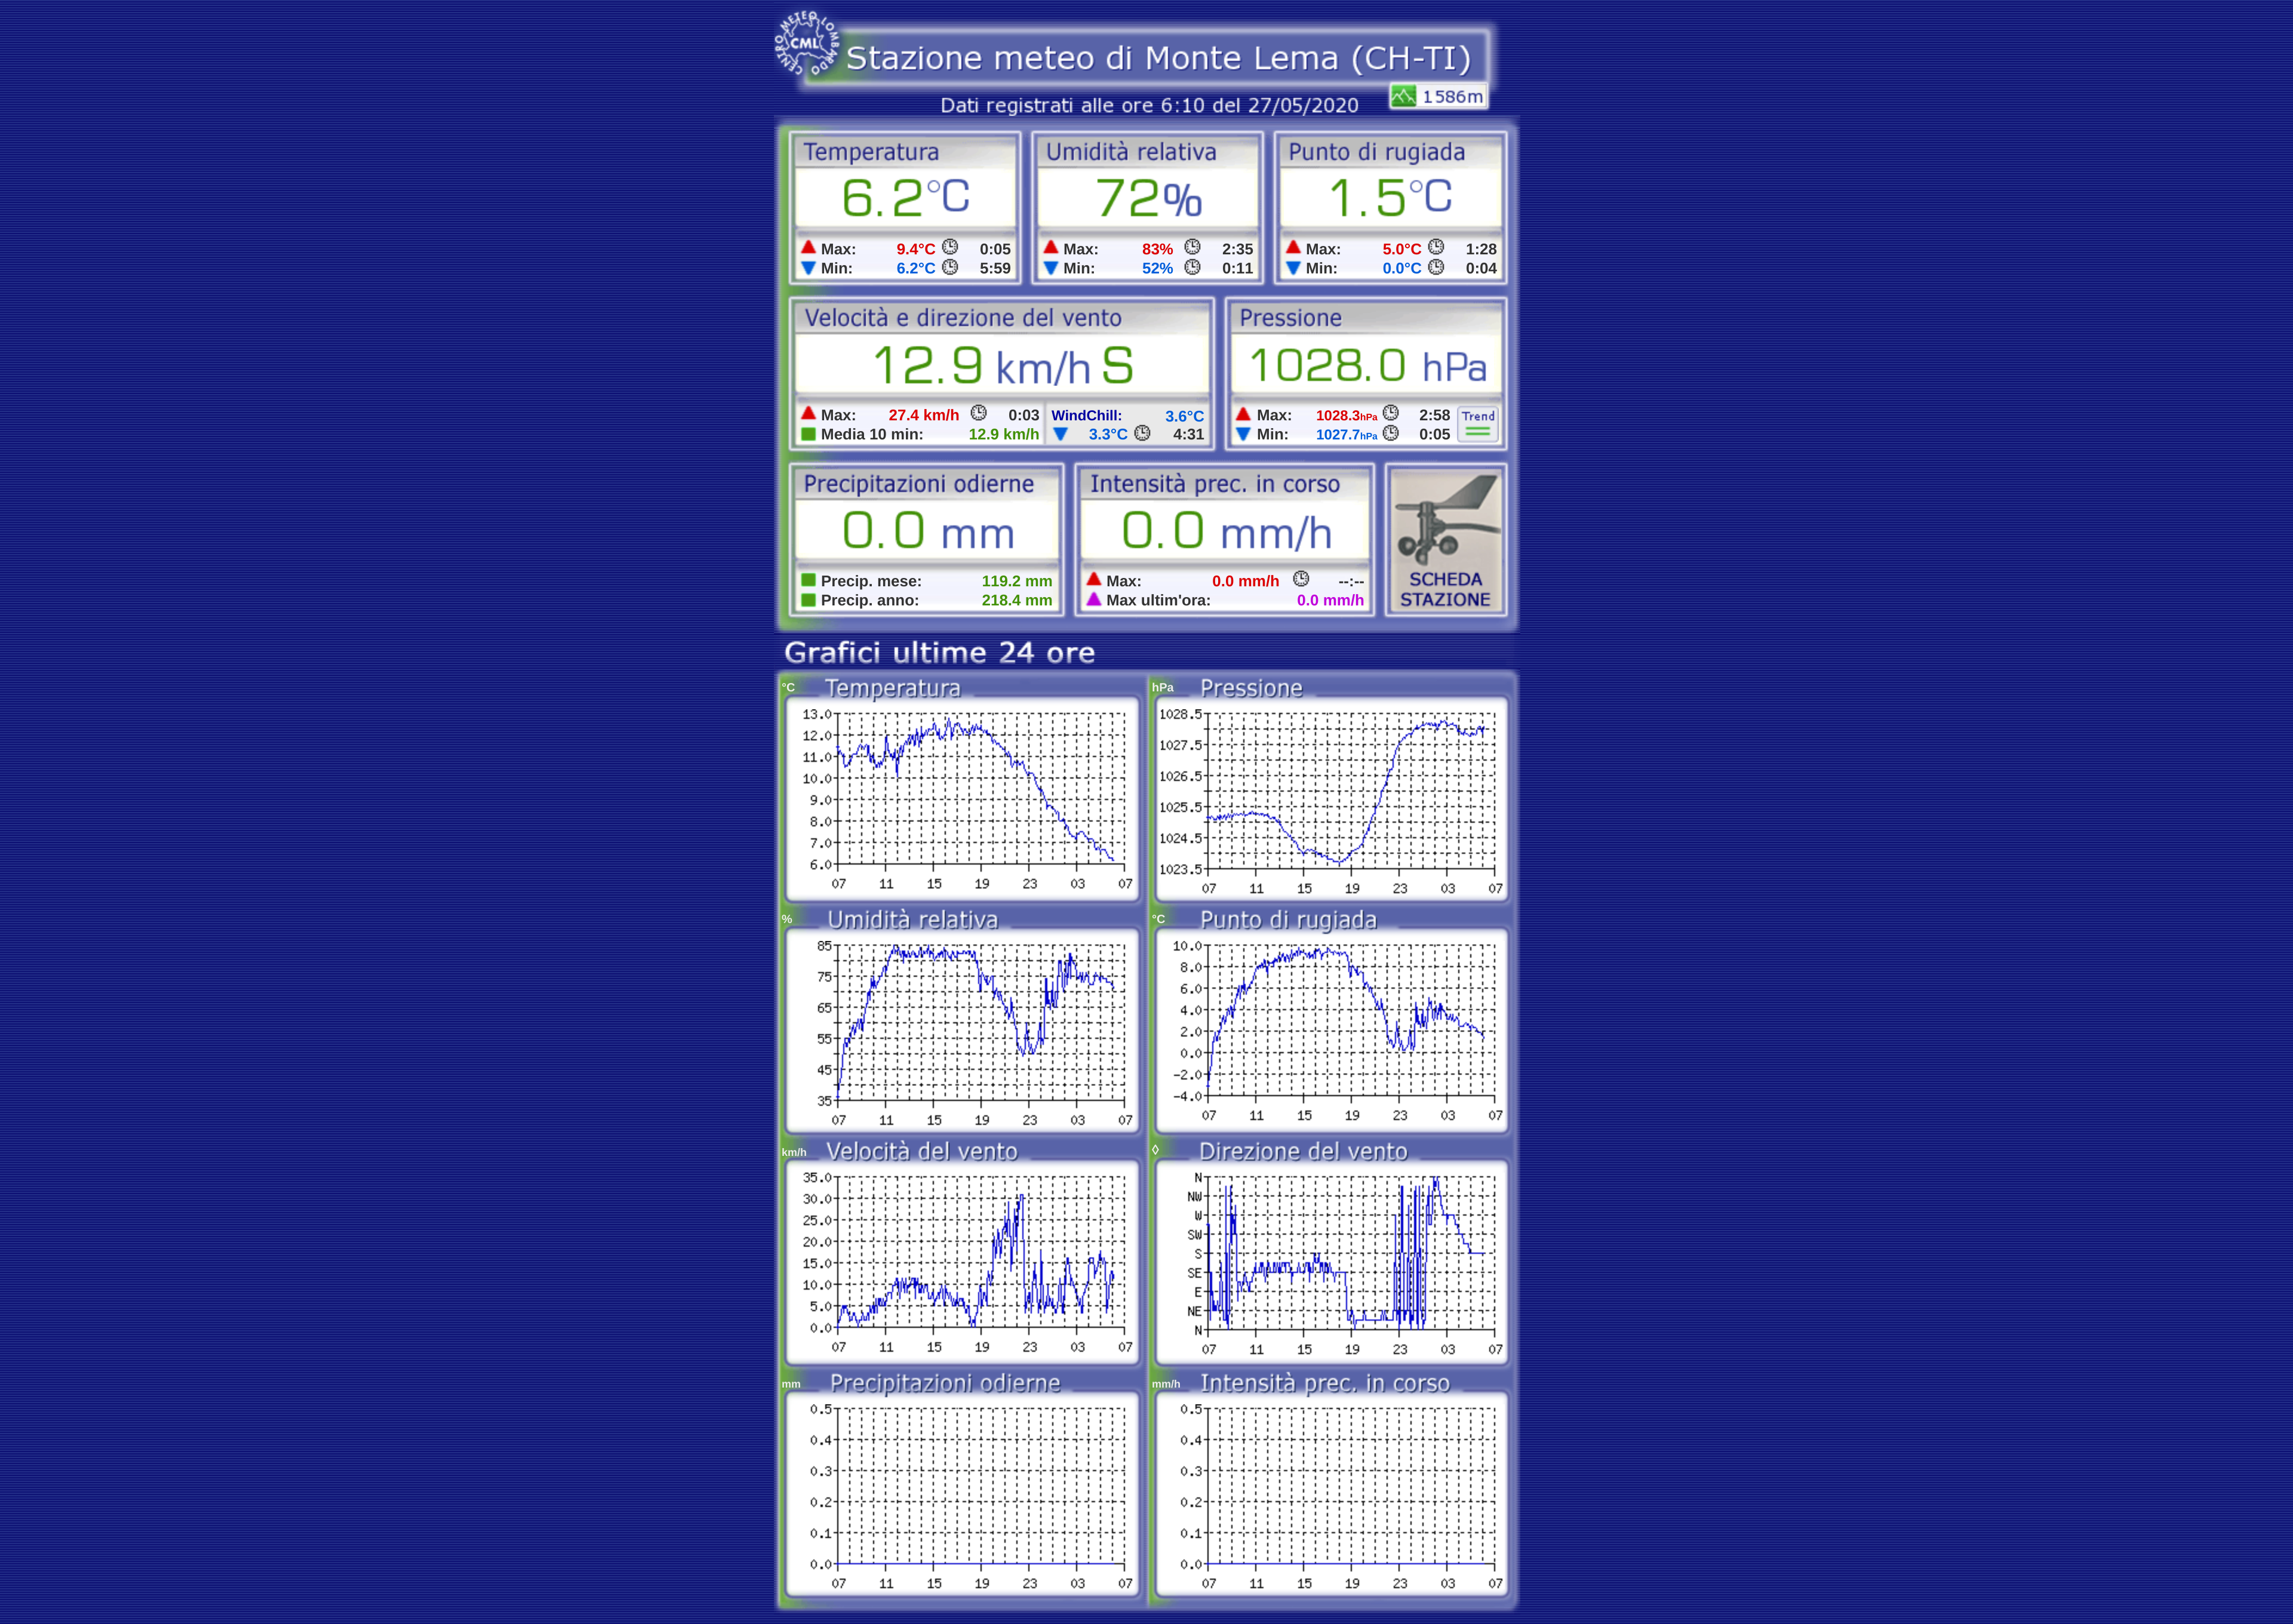 CENTRO METEO LOMBARDO
CML
Stazione meteo di Monte Lema (CH-TI)
Dati registrati alle ore 6:10 del 27/05/2020
1586m
Temperatura Umidità relativa Punto di rugiada
6.2°C 72% 1.5°C
Max: 9.4°C 0:05 Max: 83% 2:35 Max: 5.0°C 1:28
Min: 6.2°C 5:59 Min: 52% 0:11 Min: 0.0°C 0:04
Velocità e direzione del vento Pressione
12.9 km/h S 1028.0 hPa
Max: 27.4 km/h 0:03 WindChill: 3.6°C Max: 1028.3hPa 2:58 Trend
Media 10 min: 12.9 km/h 3.3°C 4:31 Min: 1027.7hPa 0:05
Precipitazioni odierne Intensità prec. in corso
0.0 mm 0.0 mm/h
Precip. mese: 119.2 mm Max: 0.0 mm/h --:-- SCHEDA
Precip. anno: 218.4 mm Max ultim'ora: 0.0 mm/h STAZIONE
Grafici ultime 24 ore
°C Temperatura
13.0
12.0
11.0
10.0
9.0
8.0
7.0
6.0
07 11 15 19 23 03 07
hPa Pressione
1028.5
1027.5
1026.5
1025.5
1024.5
1023.5
07 11 15 19 23 03 07
% Umidità relativa
85
75
65
55
45
35
07 11 15 19 23 03 07
°C Punto di rugiada
10.0
8.0
6.0
4.0
2.0
0.0
-2.0
-4.0
07 11 15 19 23 03 07
km/h Velocità del vento
35.0
30.0
25.0
20.0
15.0
10.0
5.0
0.0
07 11 15 19 23 03 07
◊ Direzione del vento
N
NW
W
SW
S
SE
E
NE
N
07 11 15 19 23 03 07
mm Precipitazioni odierne
0.5
0.4
0.3
0.2
0.1
0.0
07 11 15 19 23 03 07
mm/h Intensità prec. in corso
0.5
0.4
0.3
0.2
0.1
0.0
07 11 15 19 23 03 07